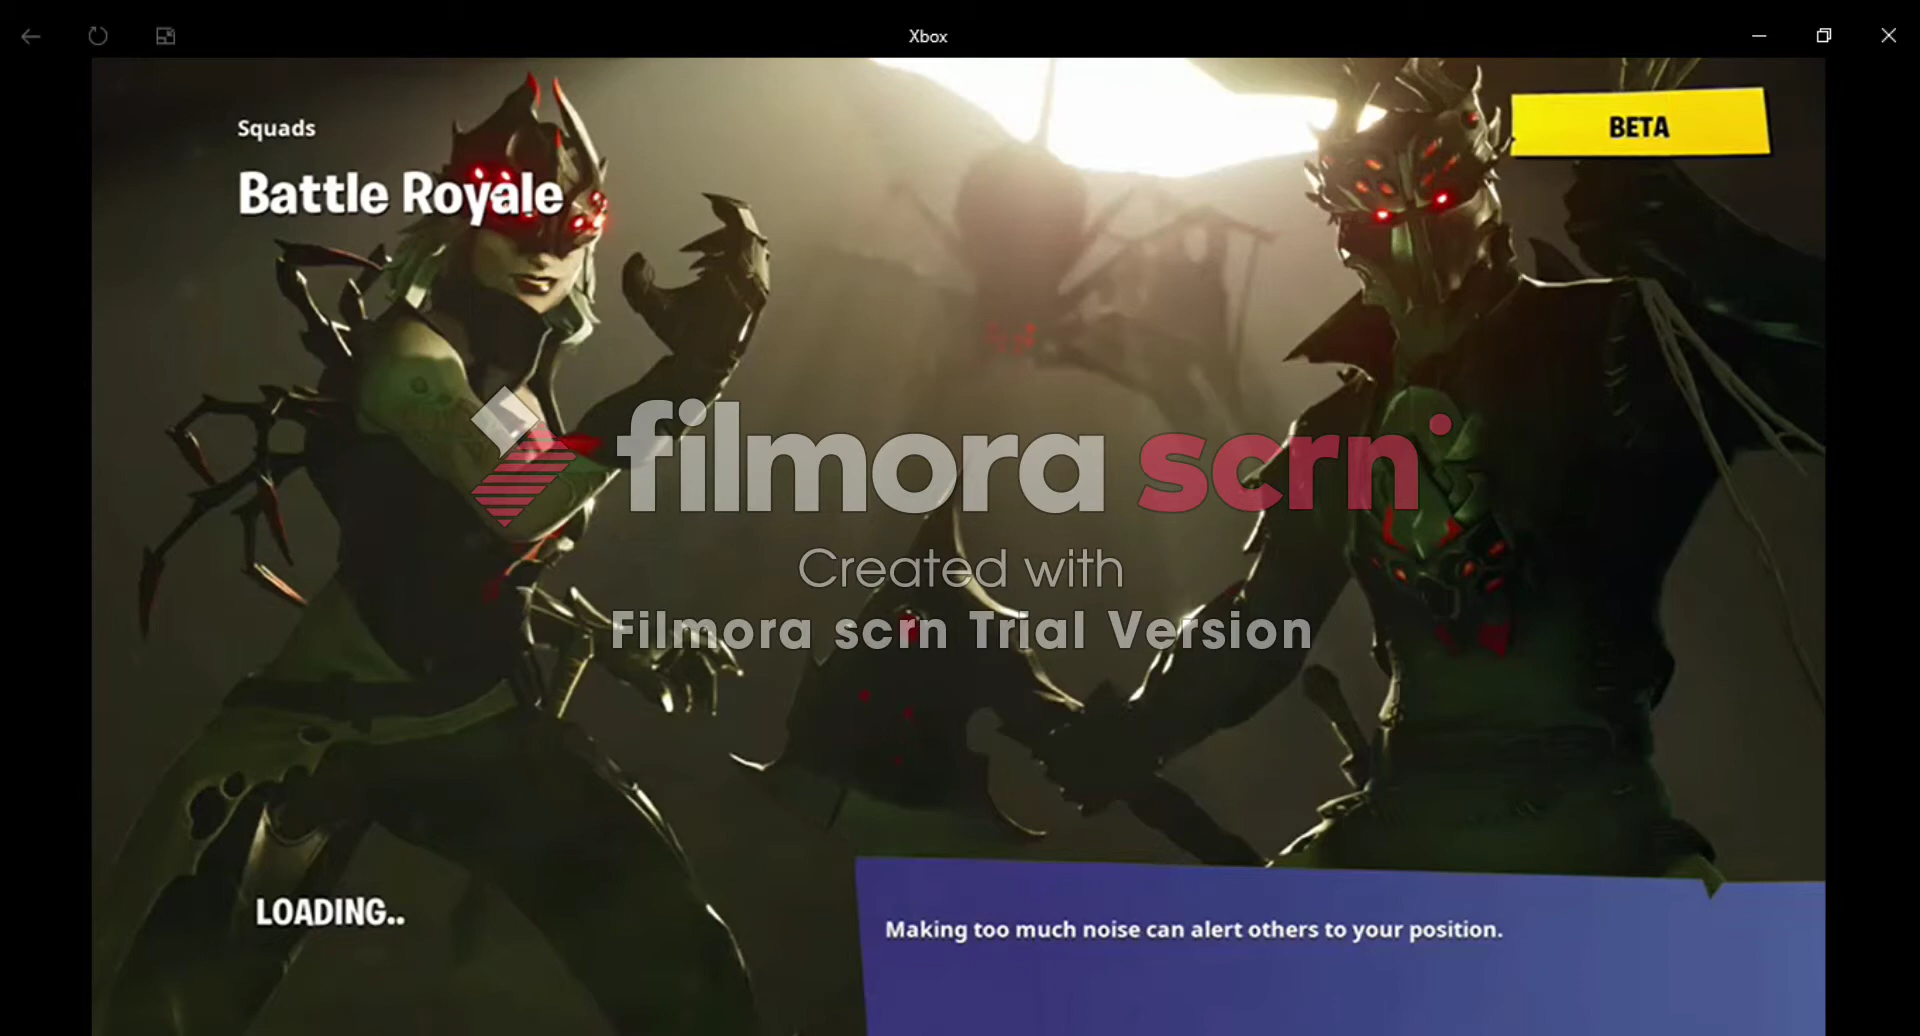 Xbox
Squads
Battle Royale
BETA
filmora scrn
Created with
Filmora scrn Trial Version
LOADING..
Making too much noise can alert others to your position.